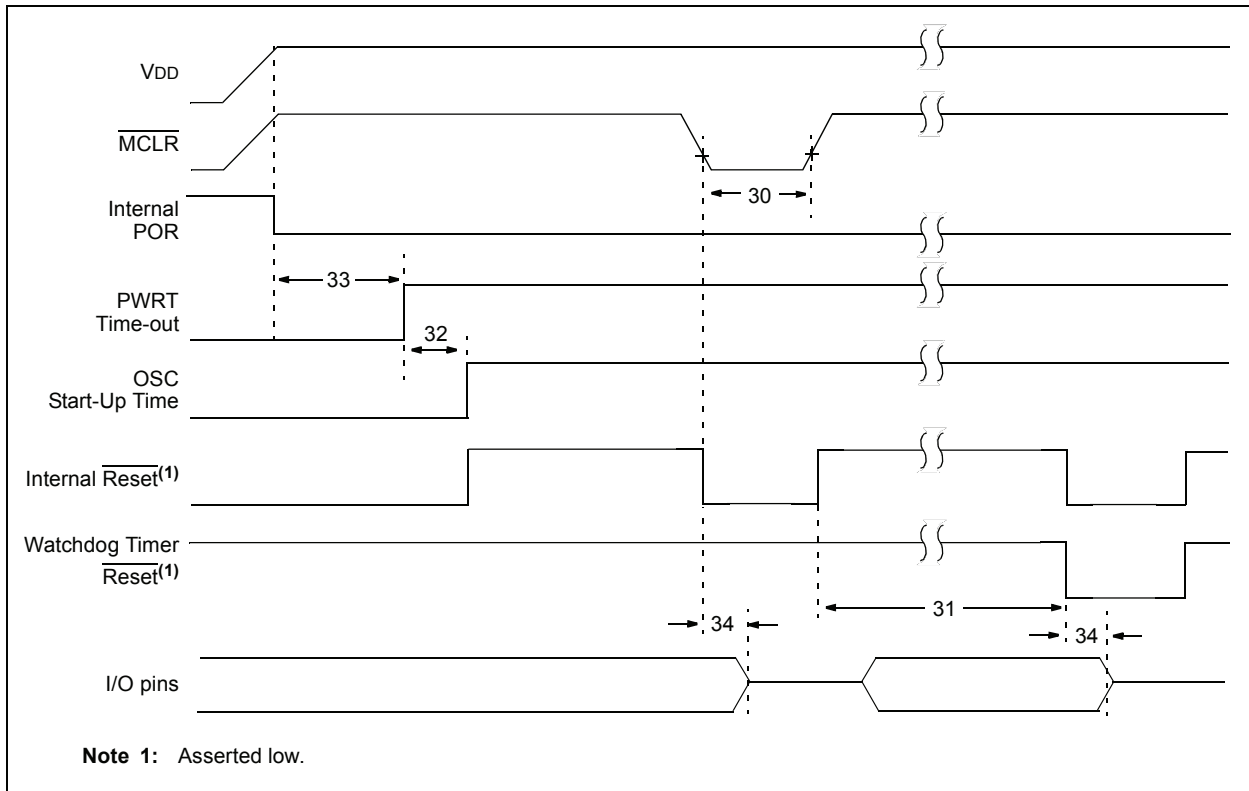 VDD
MCLR
30
Internal
POR
33
PWRT
Time-out
32
OSC
Start-Up Time
Internal Reset(1)
Watchdog Timer
Reset(1)
31
34
34
I/O pins
Note 1: Asserted low.